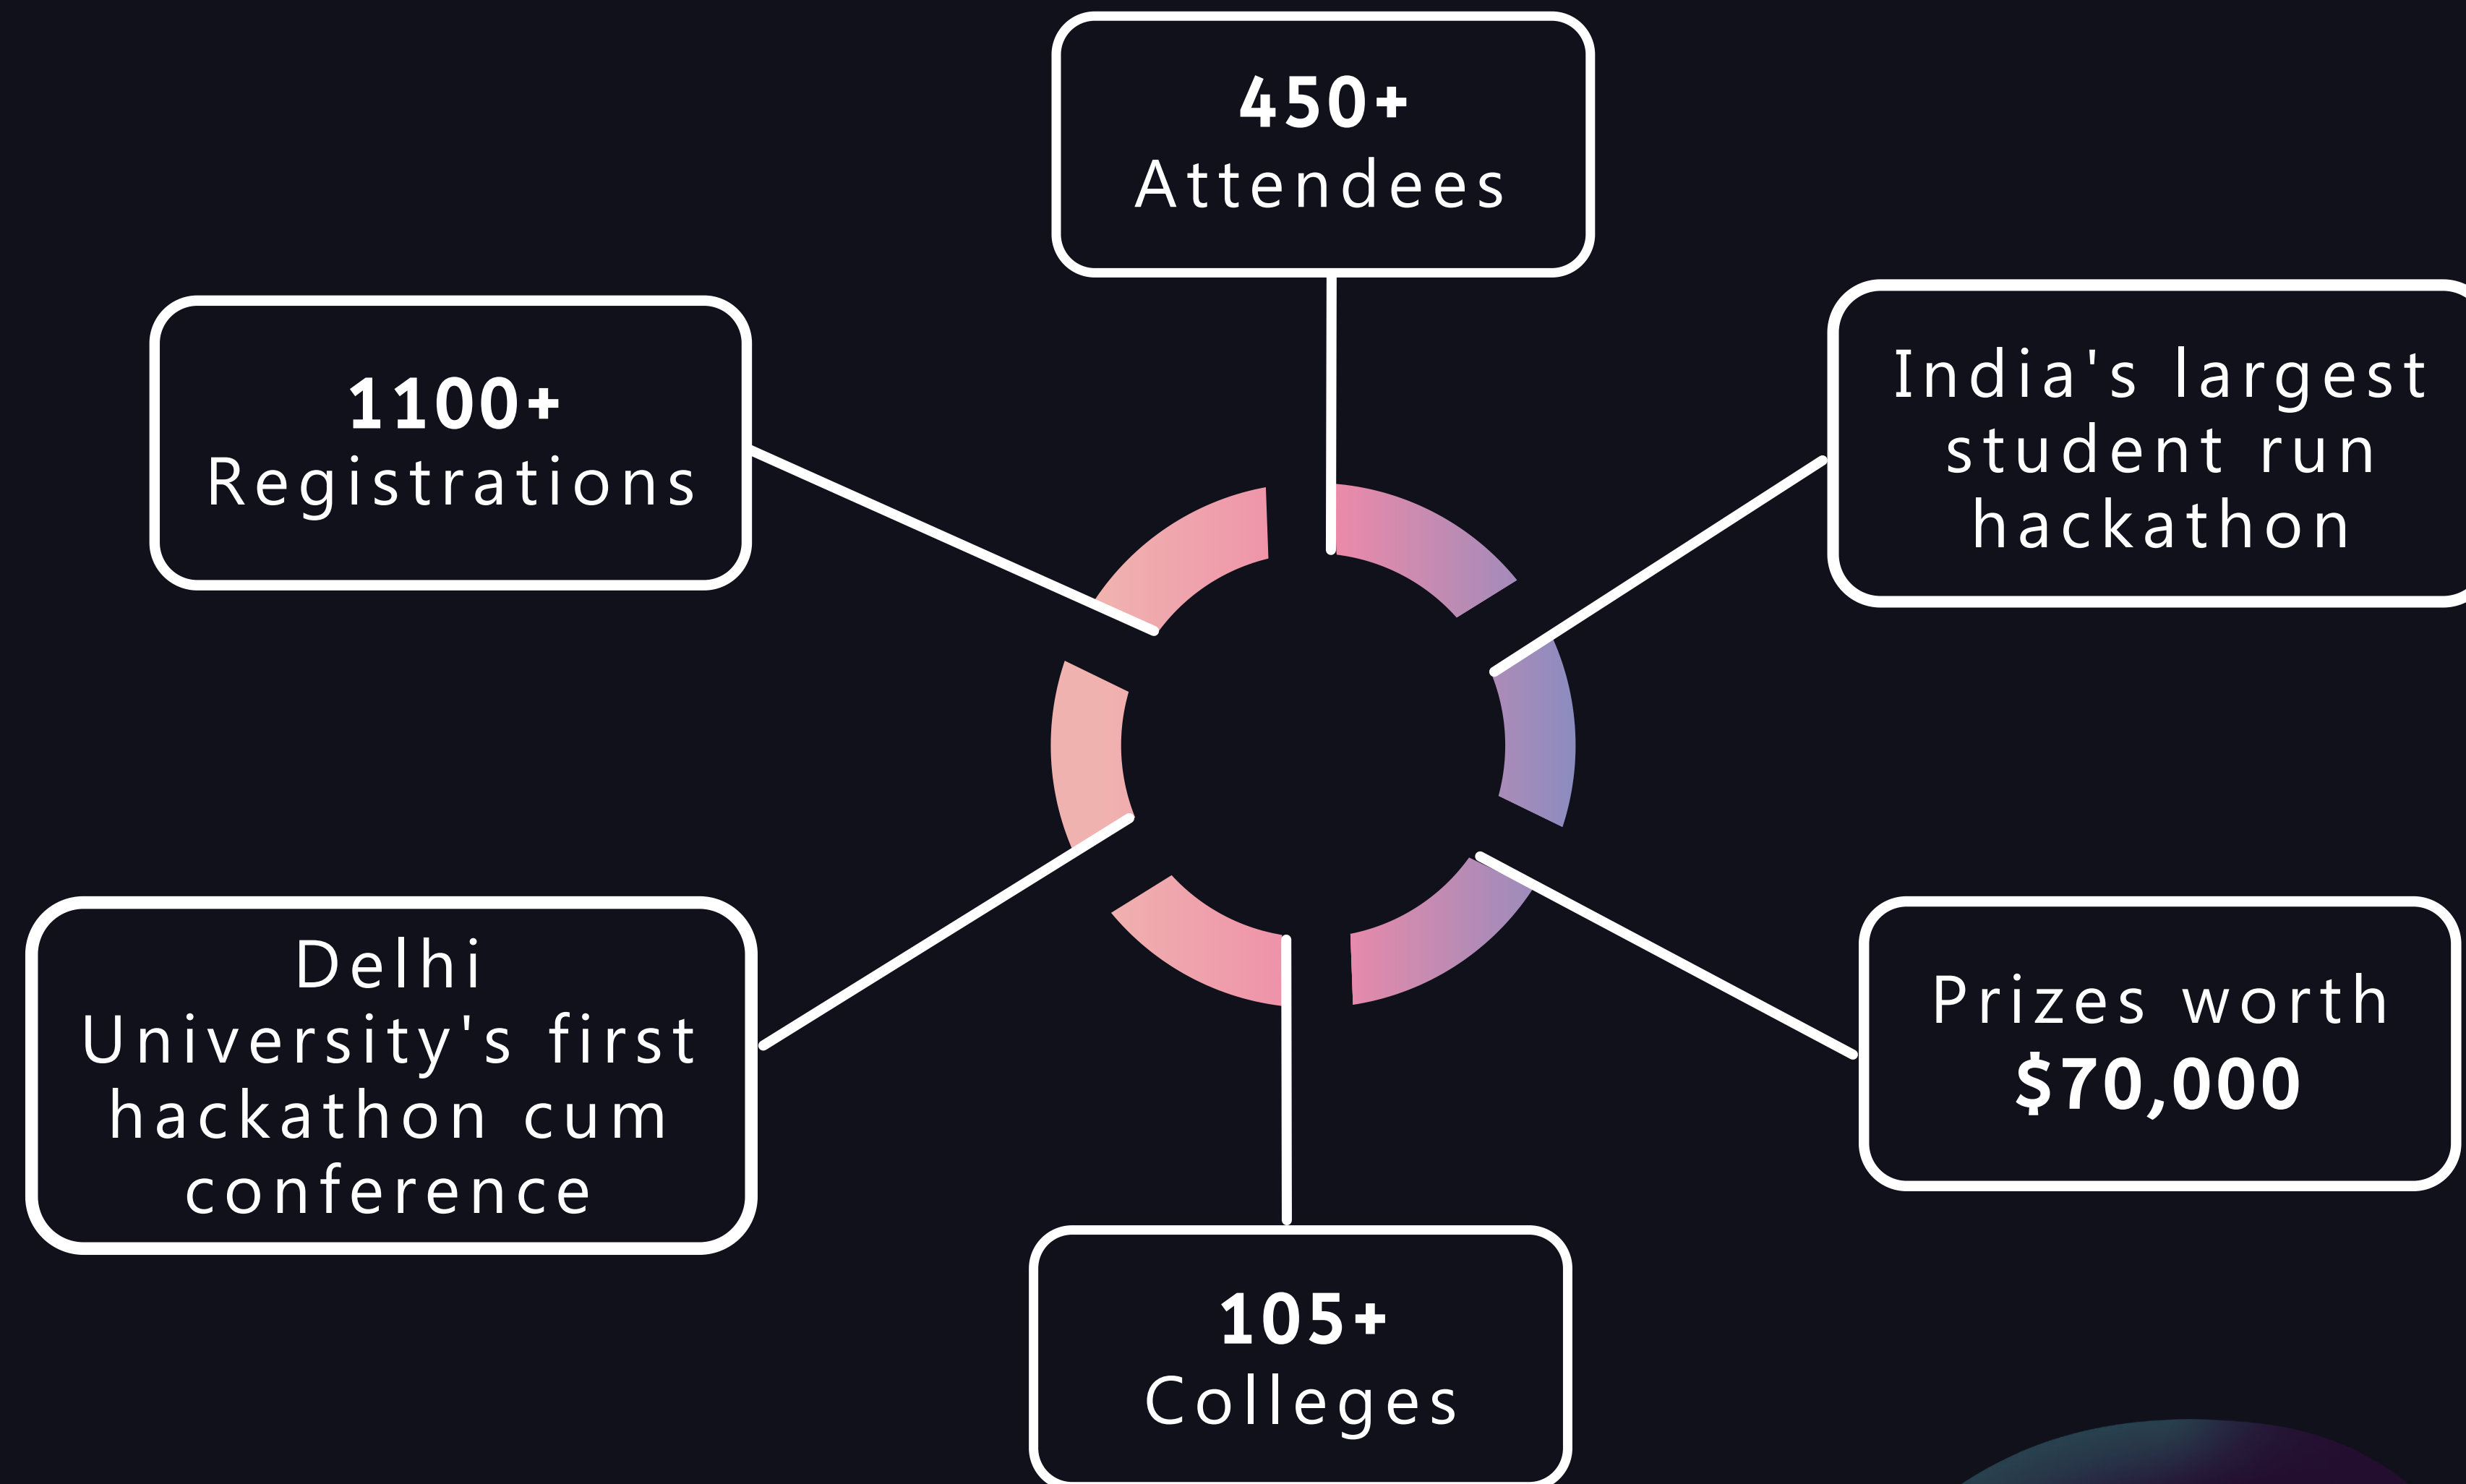 450+
Attendees
1100+
Registrations
India's largest
student run
hackathon
Delhi
University's first
hackathon cum
conference
Prizes worth
$70,000
105+
Colleges